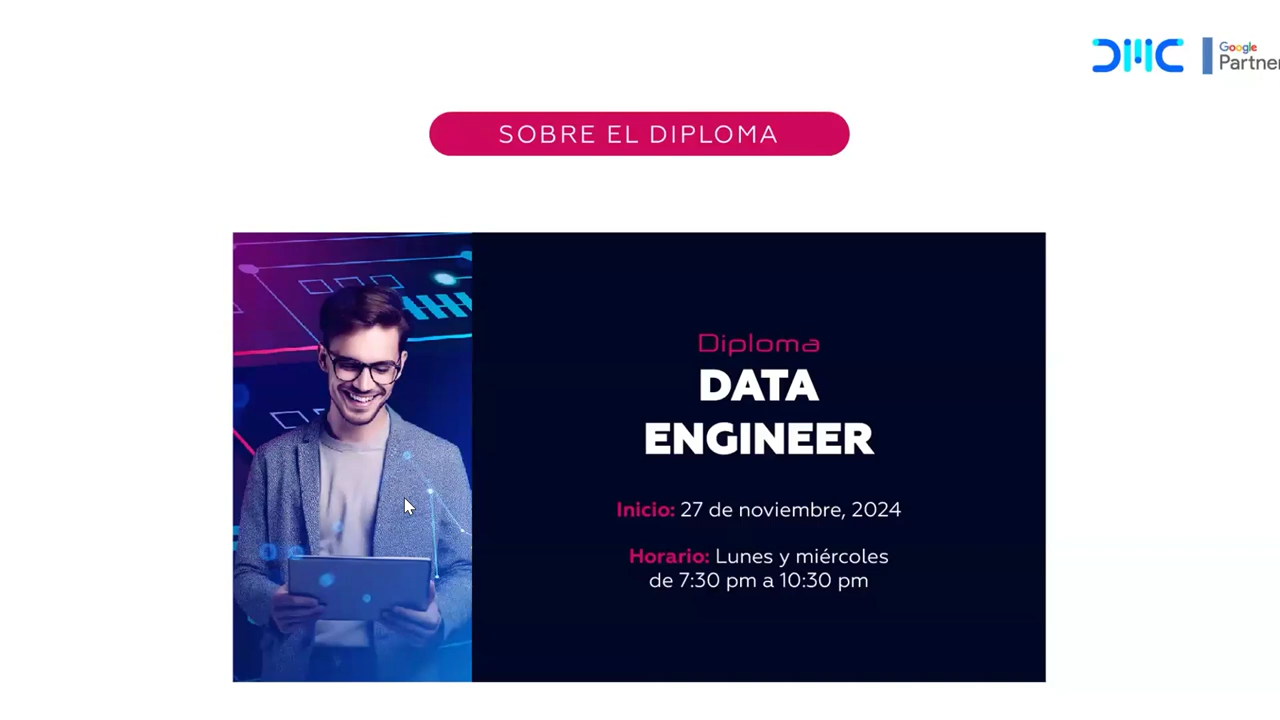 DMC
Google
Partner
SOBRE EL DIPLOMA
Diploma
DATA
ENGINEER
Inicio: 27 de noviembre, 2024
Horario: Lunes y miércoles
de 7:30 pm a 10:30 pm